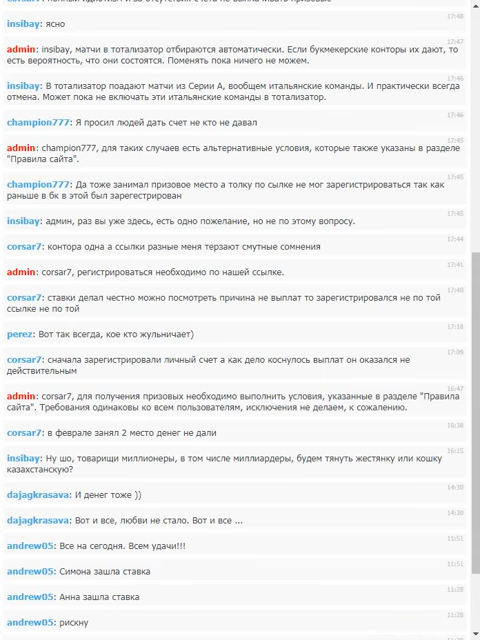 17:48
insibay: ясно
17:47
admin: insibay, матчи в тотализатор отбираются автоматически. Если букмекерские конторы их дают, то
есть вероятность, что они состоятся. Поменять пока ничего не можем.
17:46
insibay: В тотализатор поадают матчи из Серии А, вообщем итальянские команды. И практически всегда
отмена. Может пока не включать эти итальянские команды в тотализатор.
17:46
champion777: Я просил людей дать счет не кто не давал
17:45
admin: champion777, для таких случаев есть альтернативные условия, которые также указаны в разделе
"Правила сайта".
17:45
champion777: Да тоже занимал призовое место а толку по сылке не мог зарегистрироваться так как
раньше в бк в этой был зарегестрирован
17:45
insibay: админ, раз вы уже здесь, есть одно пожелание, но не по этому вопросу.
17:44
corsar7: контора одна а ссылки разные меня терзают смутные сомнения
17:41
admin: corsar7, регистрироваться необходимо по нашей ссылке.
17:40
corsar7: ставки делал честно можно посмотреть причина не выплат то зарегистрировался не по той
ссылке не по той
17:18
perez: Вот так всегда, кое кто жульничает)
17:09
corsar7: сначала зарегистрировали личный счет а как дело коснулось выплат он оказался не
действительным
16:47
admin: corsar7, для получения призовых необходимо выполнить условия, указанные в разделе "Правила
сайта". Требования одинаковы ко всем пользователям, исключения не делаем, к сожалению.
16:38
corsar7: в феврале занял 2 место денег не дали
16:15
insibay: Ну шо, товарищи миллионеры, в том числе миллиардеры, будем тянуть жестянку или кошку
казахстанскую?
14:30
dajagkrasava: И денег тоже ))
14:30
dajagkrasava: Вот и все, любви не стало. Вот и все ...
11:51
andrew05: Все на сегодня. Всем удачи!!!
11:51
andrew05: Симона зашла ставка
11:28
andrew05: Анна зашла ставка
11:28
andrew05: рискну